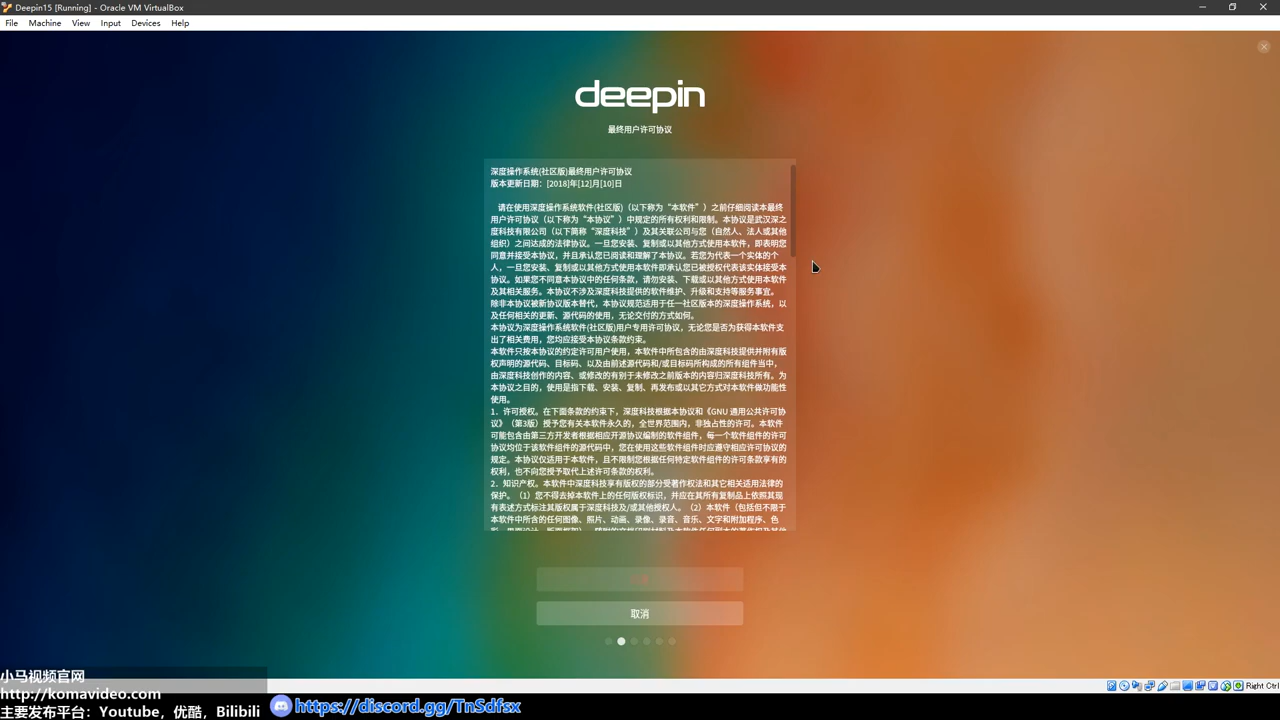 Deepin15 [Running] - Oracle VM VirtualBox
File Machine View Input Devices Help
deepin
最终用户许可协议
深度操作系统(社区版)最终用户许可协议
版本更新日期：[2018]年[12]月[10]日
请在使用深度操作系统软件(社区版)（以下称为“本软件”）之前仔细阅读本最终
用户许可协议（以下称为“本协议”）中规定的所有权利和限制。本协议是武汉深之
度科技有限公司（以下简称“深度科技”）及其关联公司与您（自然人、法人或其他
组织）之间达成的法律协议。一旦您安装、复制或以其他方式使用本软件，即表明您
同意并接受本协议，并且承认您已阅读和理解了本协议。若您为代表一个实体的个
人，一旦您安装、复制或以其他方式使用本软件即承认您已被授权代表该实体接受本
协议。如果您不同意本协议中的任何条款，请勿安装、下载或以其他方式使用本软件
及其相关服务。本协议不涉及深度科技提供的软件维护、升级和支持等服务事宜。
除非本协议被新协议版本替代，本协议规范适用于任一社区版本的深度操作系统，以
及任何相关的更新、源代码的使用，无论交付的方式如何。
本协议为深度操作系统软件(社区版)用户专用许可协议，无论您是否为获得本软件支
出了相关费用，您均应接受本协议条款约束。
本软件只按本协议的约定许可用户使用，本软件中所包含的由深度科技提供并附有版
权声明的源代码、目标码、以及由前述源代码和/或目标码所构成的所有组件当中，
由深度科技创作的内容、或修改的有别于未修改之前版本的内容归深度科技所有。为
本协议之目的，使用是指下载、安装、复制、再发布或以其它方式对本软件做功能性
使用。
1．许可授权。在下面条款的约束下，深度科技根据本协议和《GNU 通用公共许可协
议》（第3版）授予您有关本软件永久的，全世界范围内，非独占性的许可。本软件
可能包含由第三方开发者根据相应开源协议编制的软件组件，每一个软件组件的许可
协议均位于该软件组件的源代码中，您在使用这些软件组件时应遵守相应许可协议的
规定。本协议仅适用于本软件，且不限制您根据任何特定软件组件的许可条款享有的
权利，也不向您授予取代上述许可条款的权利。
2．知识产权。本软件中深度科技享有版权的部分受著作权法和其它相关适用法律的
保护。（1）您不得去掉本软件上的任何版权标识，并应在其所有复制品上依照其现
有表述方式标注其版权属于深度科技及/或其他授权人。（2）本软件（包括但不限于
本软件中所含的任何图像、照片、动画、录像、录音、音乐、文字和附加程序、色
取消
Right Ctrl
小马视频官网
http://komavideo.com
主要发布平台：Youtube，优酷，Bilibili
https://discord.gg/TnSdfsx